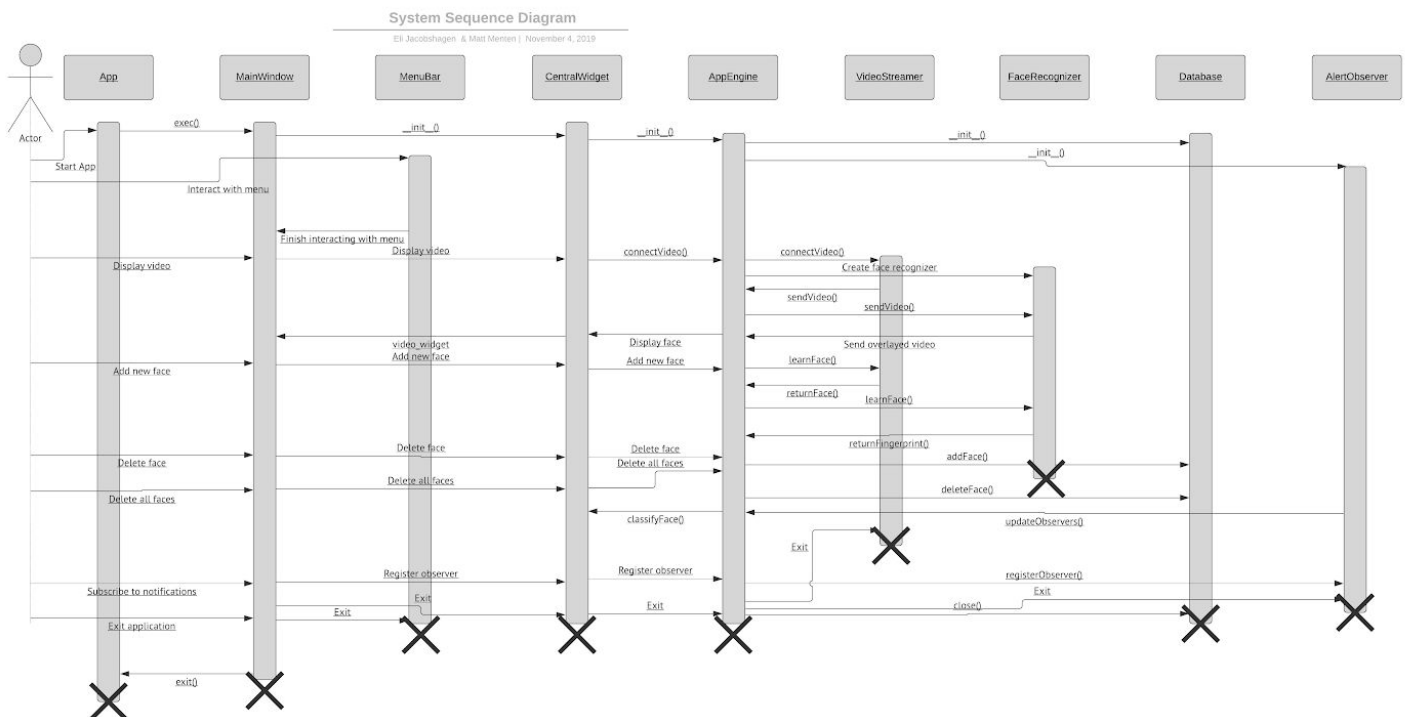 System Sequence Diagram
Eli Jacobshagen & Matt Menten | November 4, 2019
App
MainWindow
MenuBar
CentralWidget
AppEngine
VideoStreamer
FaceRecognizer
Database
AlertObserver
Actor
exec()
__init__()
__init__()
__init__()
__init__()
Start App
Interact with menu
Finish interacting with menu
Display video
Display video
connectVideo()
connectVideo()
Create face recognizer
sendVideo()
sendVideo()
video_widget
Display face
Send overlayed video
Add new face
Add new face
Add new face
learnFace()
returnFace()
learnFace()
returnFingerprint()
Delete face
Delete face
Delete face
addFace()
Delete all faces
Delete all faces
Delete all faces
deleteFace()
classifyFace()
updateObservers()
Exit
Subscribe to notifications
Register observer
Register observer
registerObserver()
Exit application
Exit
Exit
Exit
close()
Exit
exit()